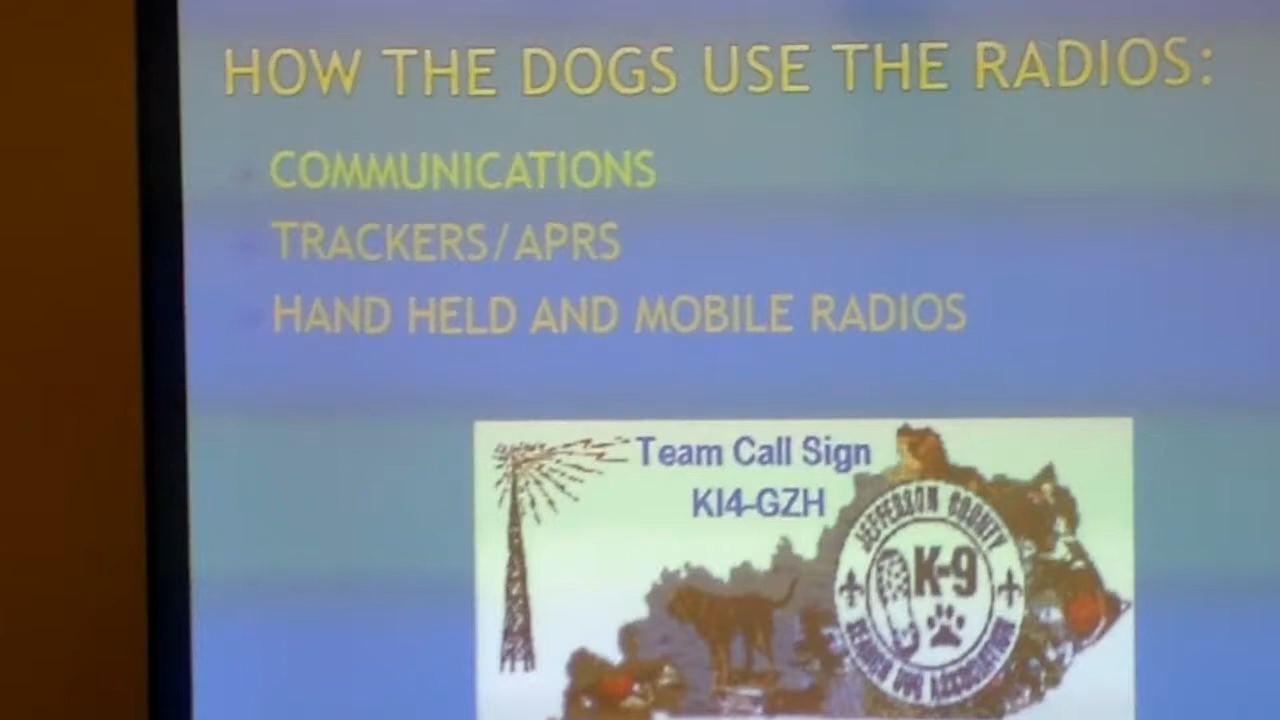 HOW THE DOGS USE THE RADIOS:
COMMUNICATIONS
TRACKERS/APRS
HAND HELD AND MOBILE RADIOS
Team Call Sign
KI4-GZH
JEFFERSON COUNTY
K-9
SEARCH DOG ASSOCIATION